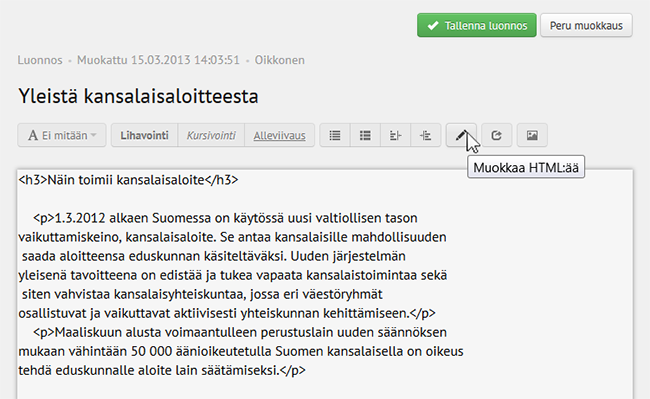 Tallenna luonnos Peru muokkaus
Luonnos - Muokattu 15.03.2013 14:03:51 - Oikkonen
Yleistä kansalaisaloitteesta
A Ei mitään Lihavointi Kursivointi Alleviivaus
Muokkaa HTML:ää
<h3>Näin toimii kansalaisaloite</h3>
<p>1.3.2012 alkaen Suomessa on käytössä uusi valtiollisen tason
vaikuttamiskeino, kansalaisaloite. Se antaa kansalaisille mahdollisuuden
saada aloitteensa eduskunnan käsiteltäväksi. Uuden järjestelmän
yleisenä tavoitteena on edistää ja tukea vapaata kansalaistoimintaa sekä
siten vahvistaa kansalaisyhteiskuntaa, jossa eri väestöryhmät
osallistuvat ja vaikuttavat aktiivisesti yhteiskunnan kehittämiseen.</p>
<p>Maaliskuun alusta voimaantulleen perustuslain uuden säännöksen
mukaan vähintään 50 000 äänioikeutetulla Suomen kansalaisella on oikeus
tehdä eduskunnalle aloite lain säätämiseksi.</p>